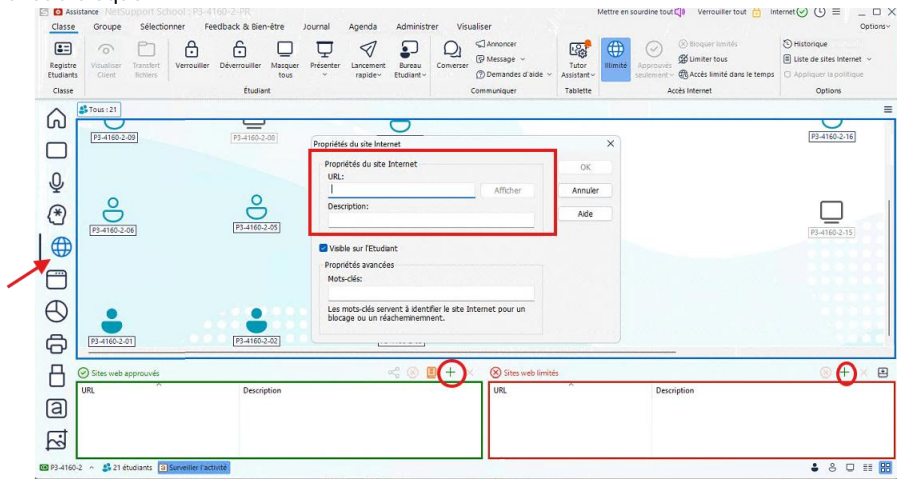 Assistance NetSupport School : P3-4160-2-PR
Mettre en sourdine tout
Verrouiller tout
Internet
Classe Groupe Sélectionner Feedback & Bien-être Journal Agenda Administrer Visualiser
Options
Registre Etudiants
Visualiser Client
Transfert fichiers
Verrouiller
Déverrouiller
Masquer tous
Présenter
Lancement rapide
Bureau Etudiant
Converser
Annoncer
Message
Demandes d'aide
Tutor Assistant
Illimité
Approuvés seulement
Bloquer limités
Limiter tous
Accès limité dans le temps
Historique
Liste de sites Internet
Appliquer la politique
Classe
Étudiant
Communiquer
Tablette
Accès Internet
Options
Tous : 21
P3-4160-2-09
P3-4160-2-08
P3-4160-2-16
Propriétés du site Internet
Propriétés du site Internet
URL:
Afficher
Description:
OK
Annuler
Aide
P3-4160-2-06
P3-4160-2-05
P3-4160-2-15
Visible sur l'Etudiant
Propriétés avancées
Mots-clés:
Les mots-clés servent à identifier le site Internet pour un
blocage ou un réacheminemnent.
P3-4160-2-01
P3-4160-2-02
Sites web approuvés
Sites web limités
URL Description
URL Description
P3-4160-2
21 étudiants
Surveiller l'activité